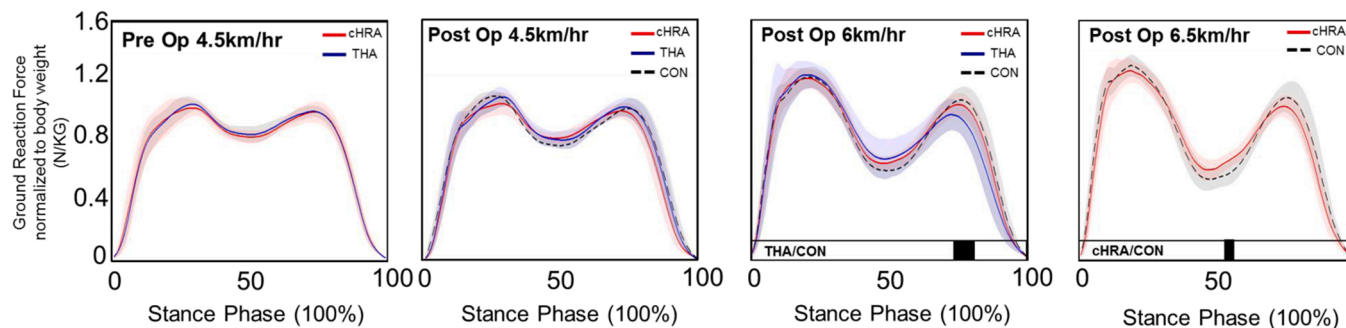 Ground Reaction Force
normalized to body weight
(N/KG)
1.6
1.2
0.8
0.4
0
Pre Op 4.5km/hr
cHRA
THA
0
50
100
Stance Phase (100%)
Post Op 4.5km/hr
cHRA
THA
CON
0
50
100
Stance Phase (100%)
Post Op 6km/hr
cHRA
THA
CON
THA/CON
0
50
100
Stance Phase (100%)
Post Op 6.5km/hr
cHRA
CON
cHRA/CON
0
50
Stance Phase (100%)